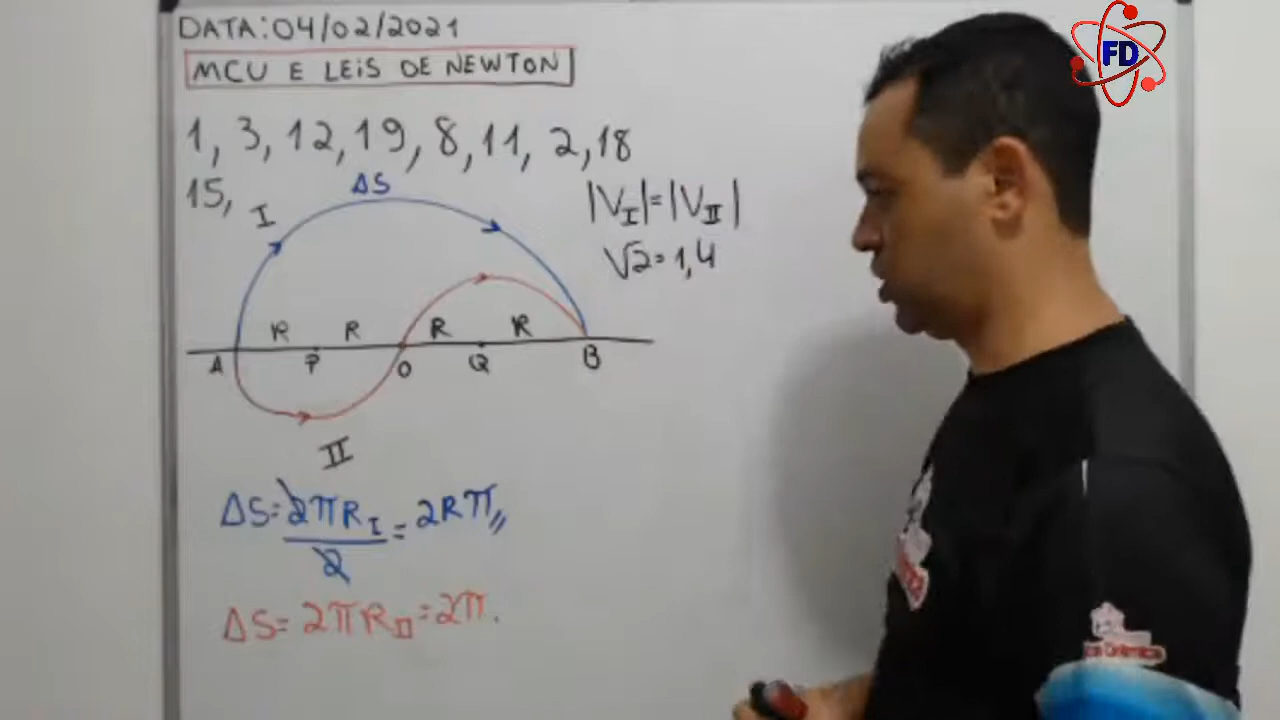 DATA:04/02/2021
MCU E LEIS DE NEWTON
FD
1, 3, 12, 19, 8, 11, 2, 18
15,
ΔS
I
|V_I|=|V_II|
√2=1,4
R R R R
A P O Q B
II
ΔS=2πR_I/2=2Rπ
ΔS=2πR_II=2π.